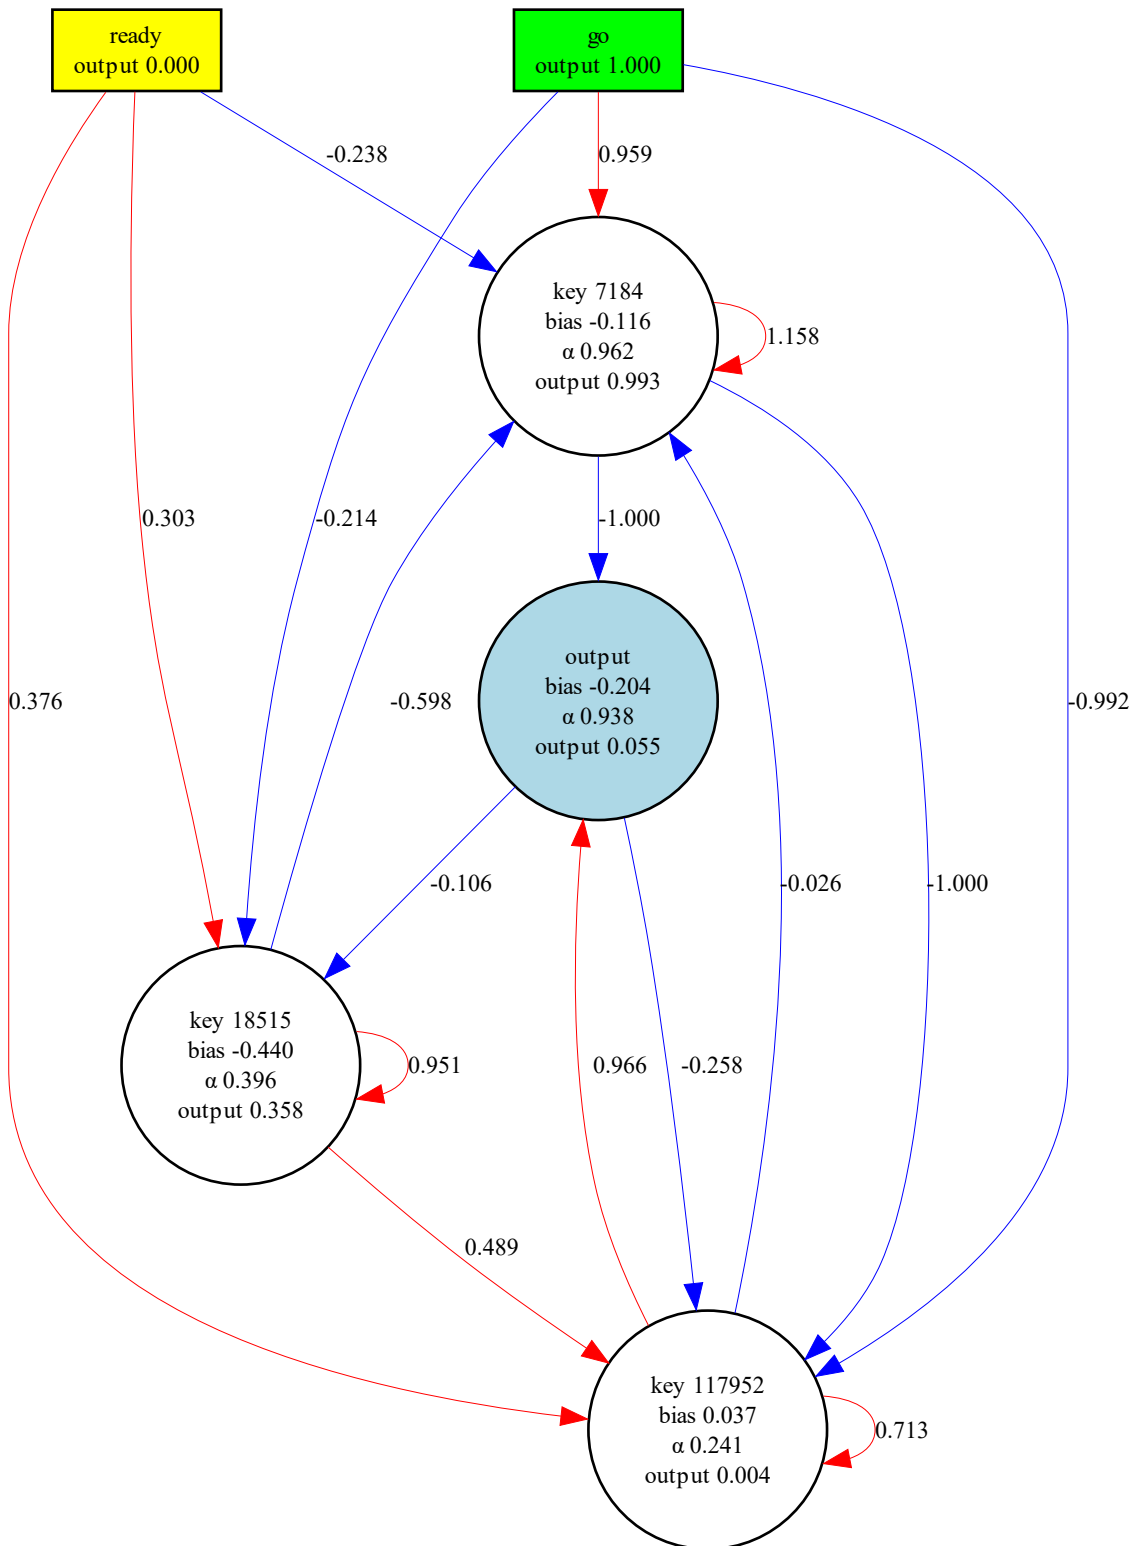 ready
output 0.000
go
output 1.000
-0.238
0.959
key 7184
bias -0.116
α 0.962
output 0.993
1.158
0.303
-0.214
-1.000
0.376
-0.598
output
bias -0.204
α 0.938
output 0.055
-0.992
-0.106
-0.026
-1.000
key 18515
bias -0.440
α 0.396
output 0.358
0.951
0.966
-0.258
0.489
key 117952
bias 0.037
α 0.241
output 0.004
0.713